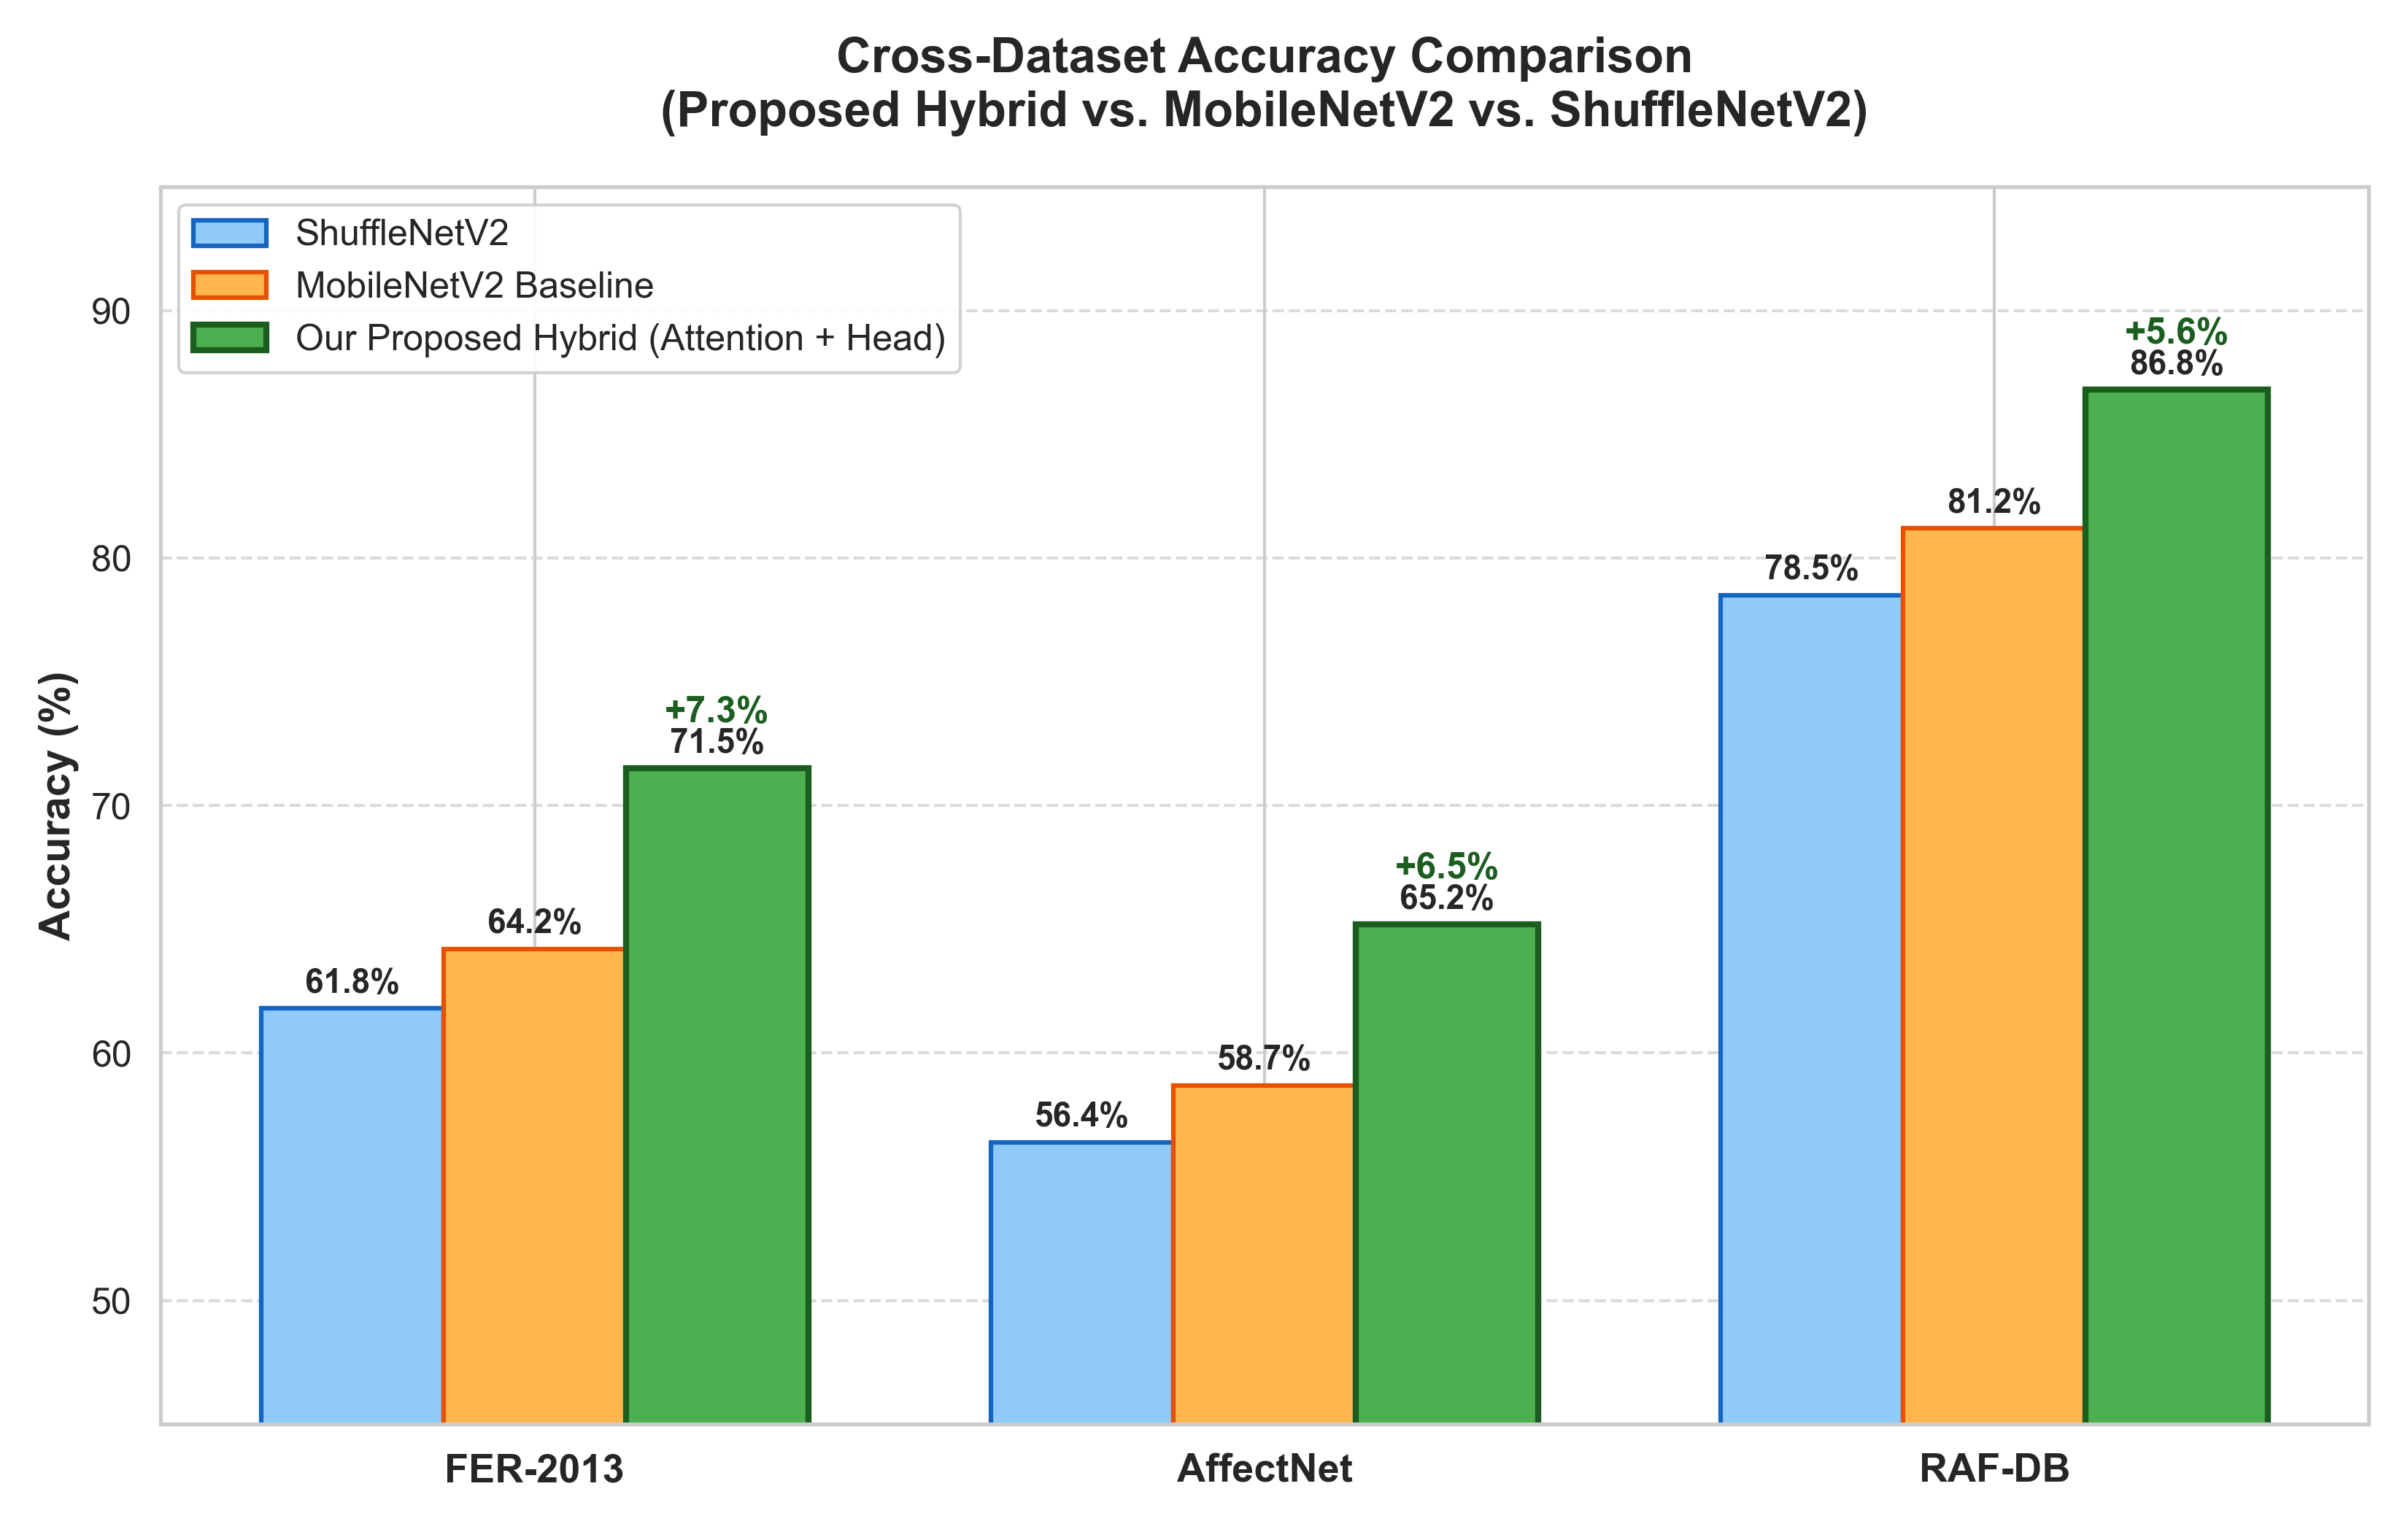 Cross-Dataset Accuracy Comparison
(Proposed Hybrid vs. MobileNetV2 vs. ShuffleNetV2)
ShuffleNetV2
MobileNetV2 Baseline
Our Proposed Hybrid (Attention + Head)
Accuracy (%)
90
80
70
60
50
61.8%
64.2%
+7.3%
71.5%
56.4%
58.7%
+6.5%
65.2%
78.5%
81.2%
+5.6%
86.8%
FER-2013
AffectNet
RAF-DB